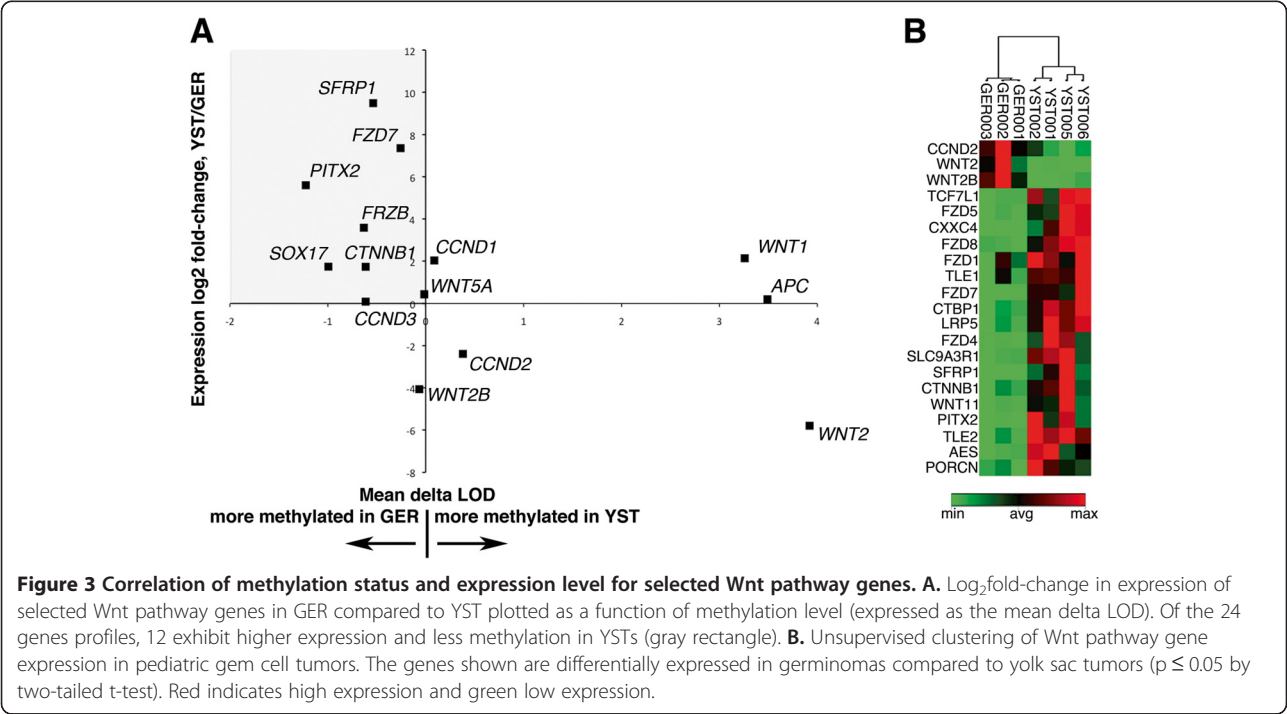 A
Expression log2 fold-change, YST/GER
12
10
8
6
4
2
0
-2
-4
-6
-8
-2
-1
0
1
2
3
4
SFRP1
FZD7
PITX2
FRZB
SOX17
CTNNB1
CCND1
WNT1
WNT5A
APC
CCND3
CCND2
WNT2B
WNT2
Mean delta LOD
more methylated in GER
more methylated in YST
B
GER003
GER002
GER001
YST002
YST001
YST005
YST006
CCND2
WNT2
WNT2B
TCF7L1
FZD5
CXXC4
FZD8
FZD1
TLE1
FZD7
CTBP1
LRP5
FZD4
SLC9A3R1
SFRP1
CTNNB1
WNT11
PITX2
TLE2
AES
PORCN
min avg max
Figure 3 Correlation of methylation status and expression level for selected Wnt pathway genes. A. Log₂fold-change in expression of
selected Wnt pathway genes in GER compared to YST plotted as a function of methylation level (expressed as the mean delta LOD). Of the 24
genes profiles, 12 exhibit higher expression and less methylation in YSTs (gray rectangle). B. Unsupervised clustering of Wnt pathway gene
expression in pediatric gem cell tumors. The genes shown are differentially expressed in germinomas compared to yolk sac tumors (p ≤ 0.05 by
two-tailed t-test). Red indicates high expression and green low expression.